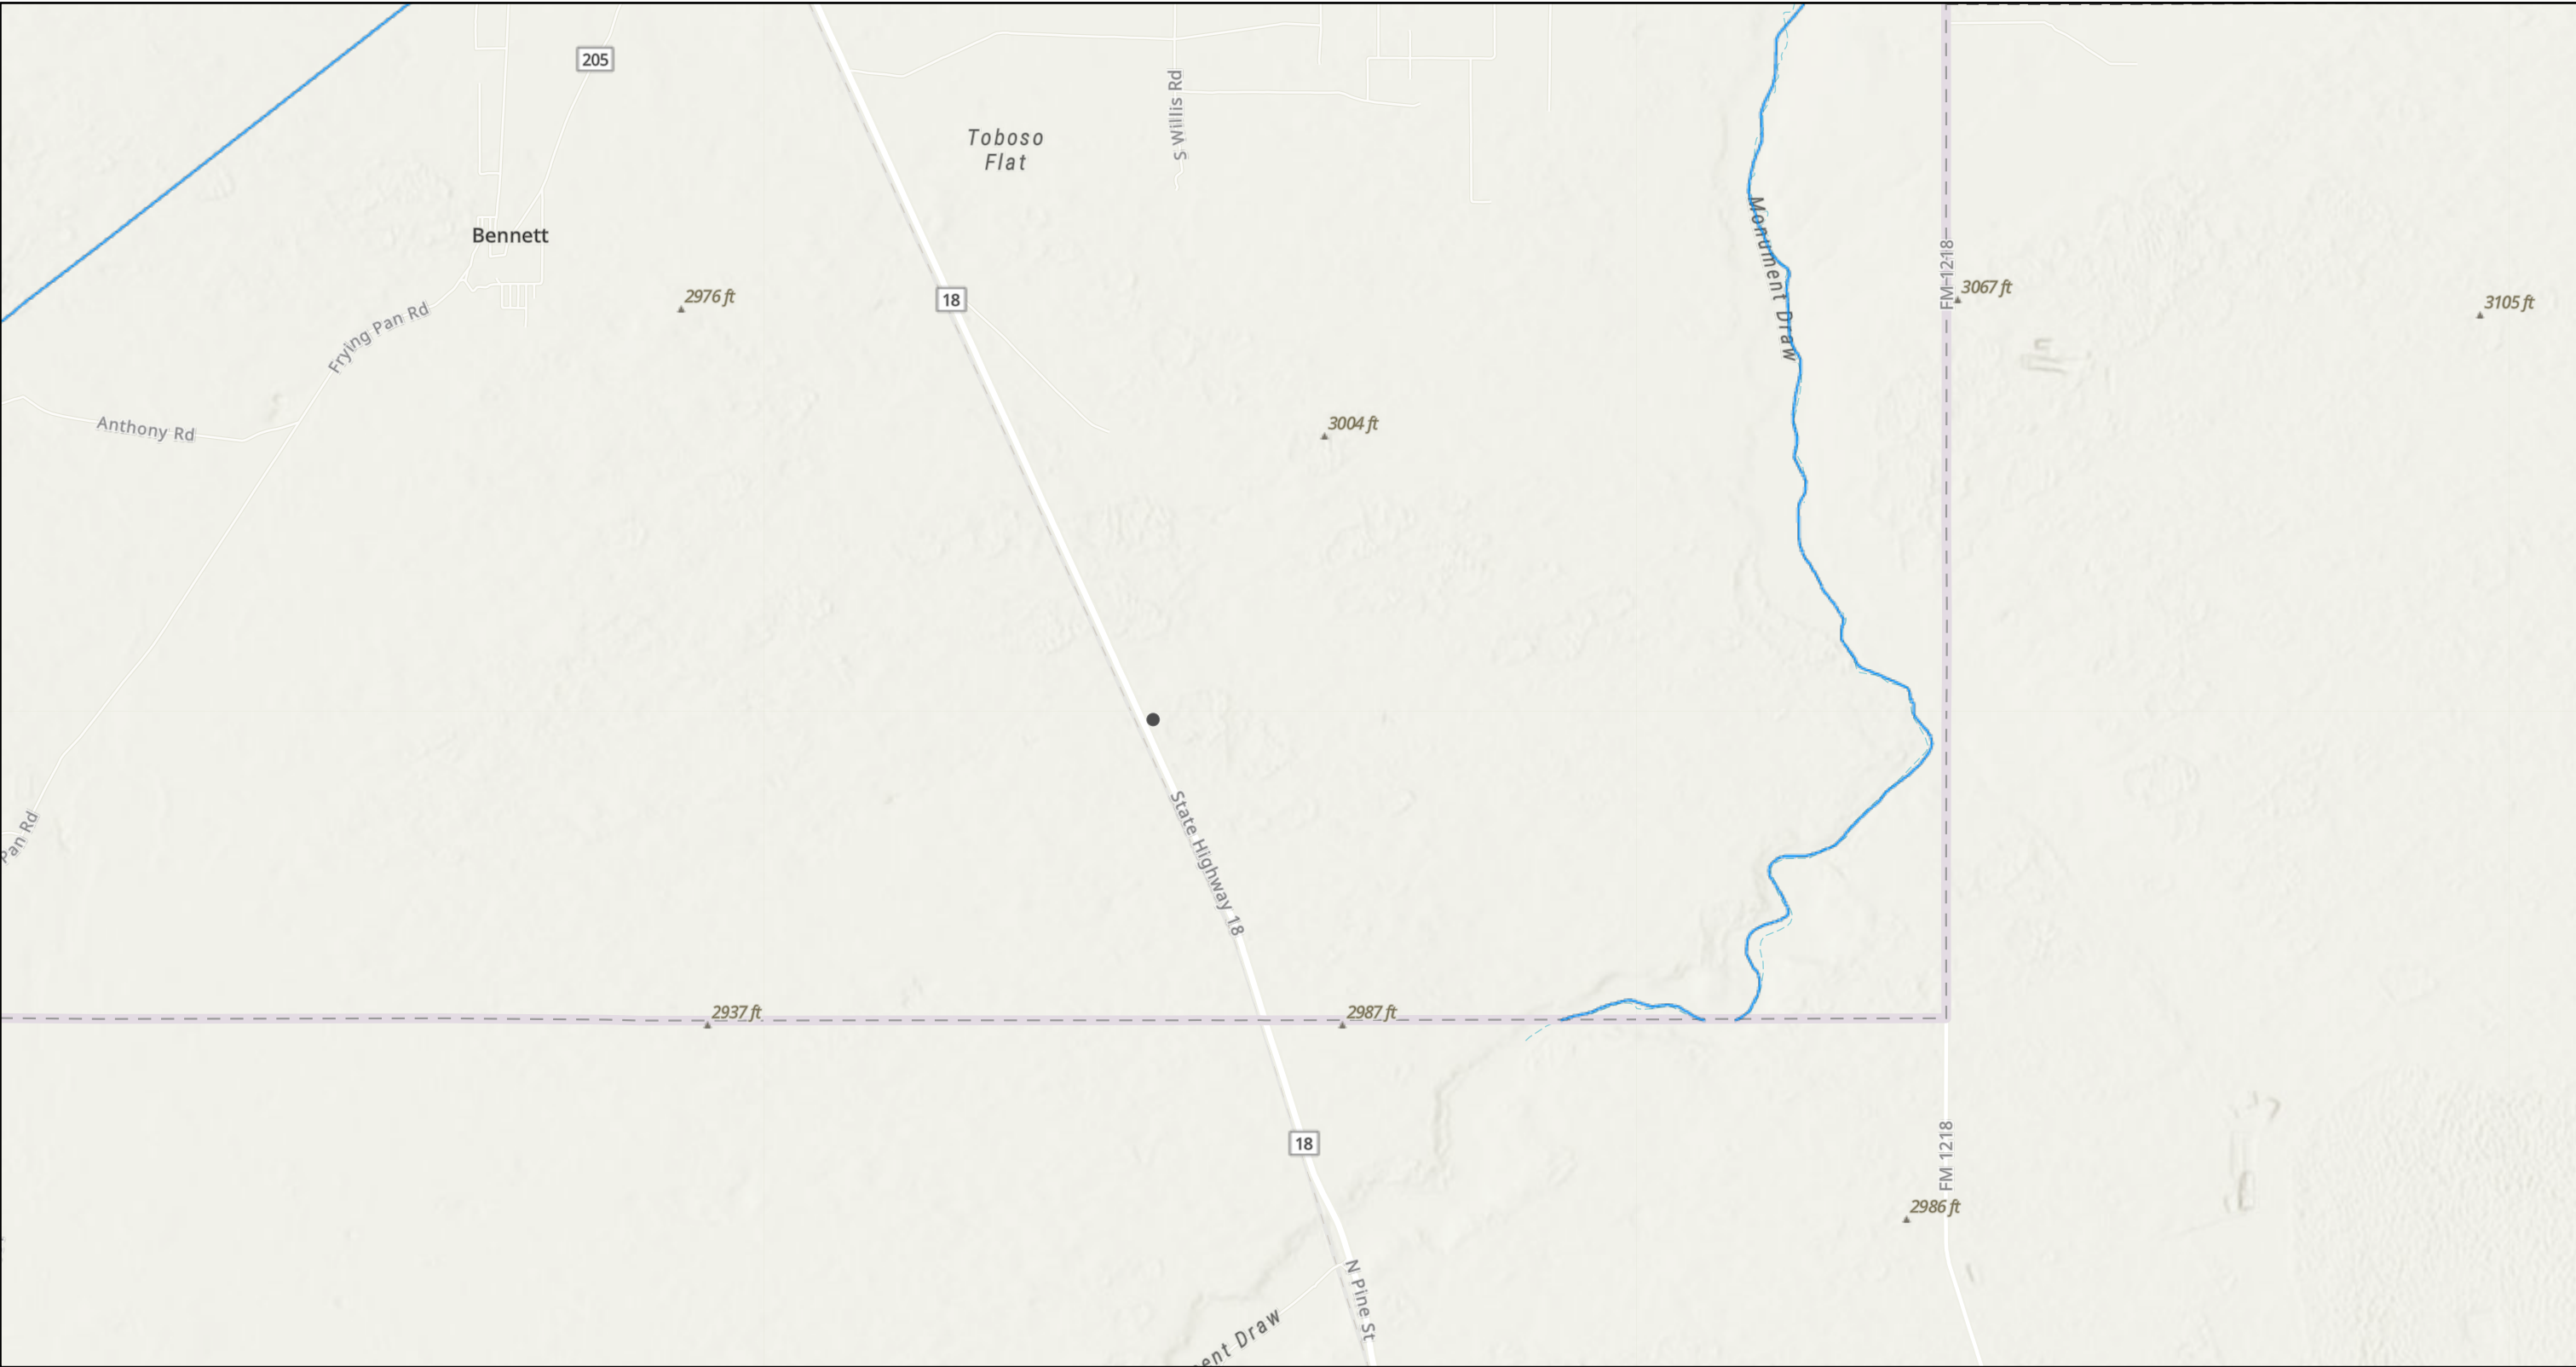 205
S Willis Rd
Toboso
Flat
Bennett
Monument Draw
FM 1218
3067 ft
3105 ft
2976 ft
18
Frying Pan Rd
3004 ft
Anthony Rd
Pan Rd
State Highway 18
2937 ft
2987 ft
18
FM 1218
2986 ft
N Pine St
ent Draw